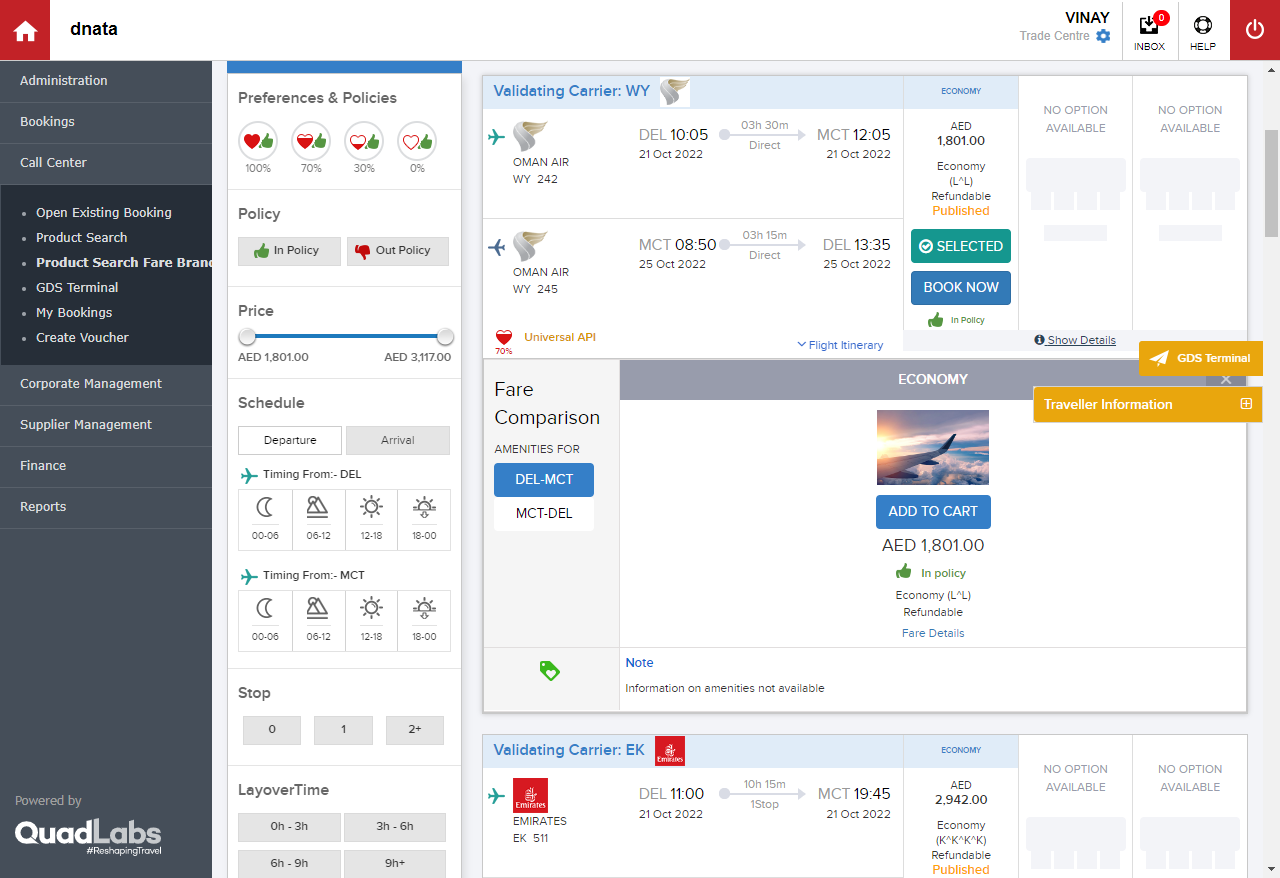 dnata
VINAY
Trade Centre
0
INBOX
HELP
Administration
Bookings
Call Center
Open Existing Booking
Product Search
Product Search Fare Bran
GDS Terminal
My Bookings
Create Voucher
Corporate Management
Supplier Management
Finance
Reports
Powered by
QuadLabs
#ReshapingTravel
Preferences & Policies
100% 70% 30% 0%
Policy
In Policy Out Policy
Price
AED 1,801.00 AED 3,117.00
Schedule
Departure Arrival
Timing From:- DEL
00-06 06-12 12-18 18-00
Timing From:- MCT
00-06 06-12 12-18 18-00
Stop
0 1 2+
LayoverTime
0h - 3h 3h - 6h
6h - 9h 9h+
Validating Carrier: WY
OMAN AIR
WY 242
DEL 10:05
21 Oct 2022
03h 30m
Direct
MCT 12:05
21 Oct 2022
OMAN AIR
WY 245
MCT 08:50
25 Oct 2022
03h 15m
Direct
DEL 13:35
25 Oct 2022
70%
Universal API
Flight Itinerary
ECONOMY
AED
1,801.00
Economy
(L^L)
Refundable
Published
SELECTED
BOOK NOW
In Policy
NO OPTION
AVAILABLE
NO OPTION
AVAILABLE
Show Details
GDS Terminal
Traveller Information
Fare
Comparison
AMENITIES FOR
DEL-MCT
MCT-DEL
ECONOMY
X
ADD TO CART
AED 1,801.00
In policy
Economy (L^L)
Refundable
Fare Details
Note
Information on amenities not available
Validating Carrier: EK
Emirates
Emirates
EMIRATES
EK 511
DEL 11:00
21 Oct 2022
10h 15m
1Stop
MCT 19:45
21 Oct 2022
ECONOMY
AED
2,942.00
Economy
(K^K^K^K)
Refundable
Published
NO OPTION
AVAILABLE
NO OPTION
AVAILABLE